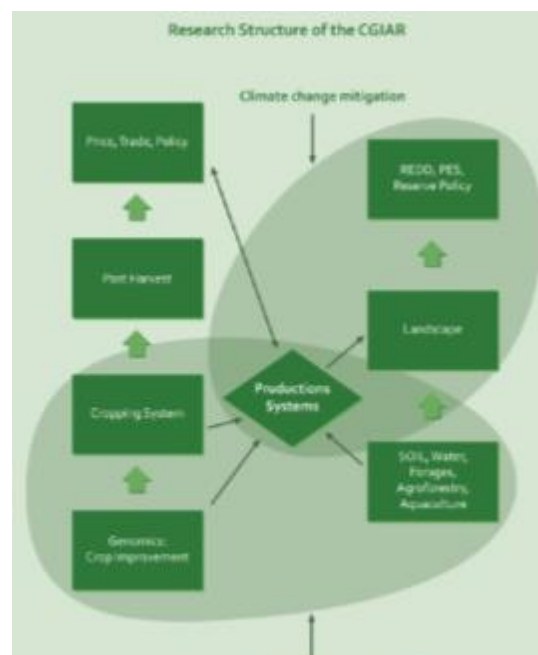 Research Structure of the CGIAR
Climate change mitigation
Price, Trade, Policy
REDD, PES,
Reserve Policy
Post Harvest
Landscape
Productions
Systems
Cropping System
SOIL, Water,
Forages,
Agroforestry,
Aquaculture
Genomics:
Crop Improvement